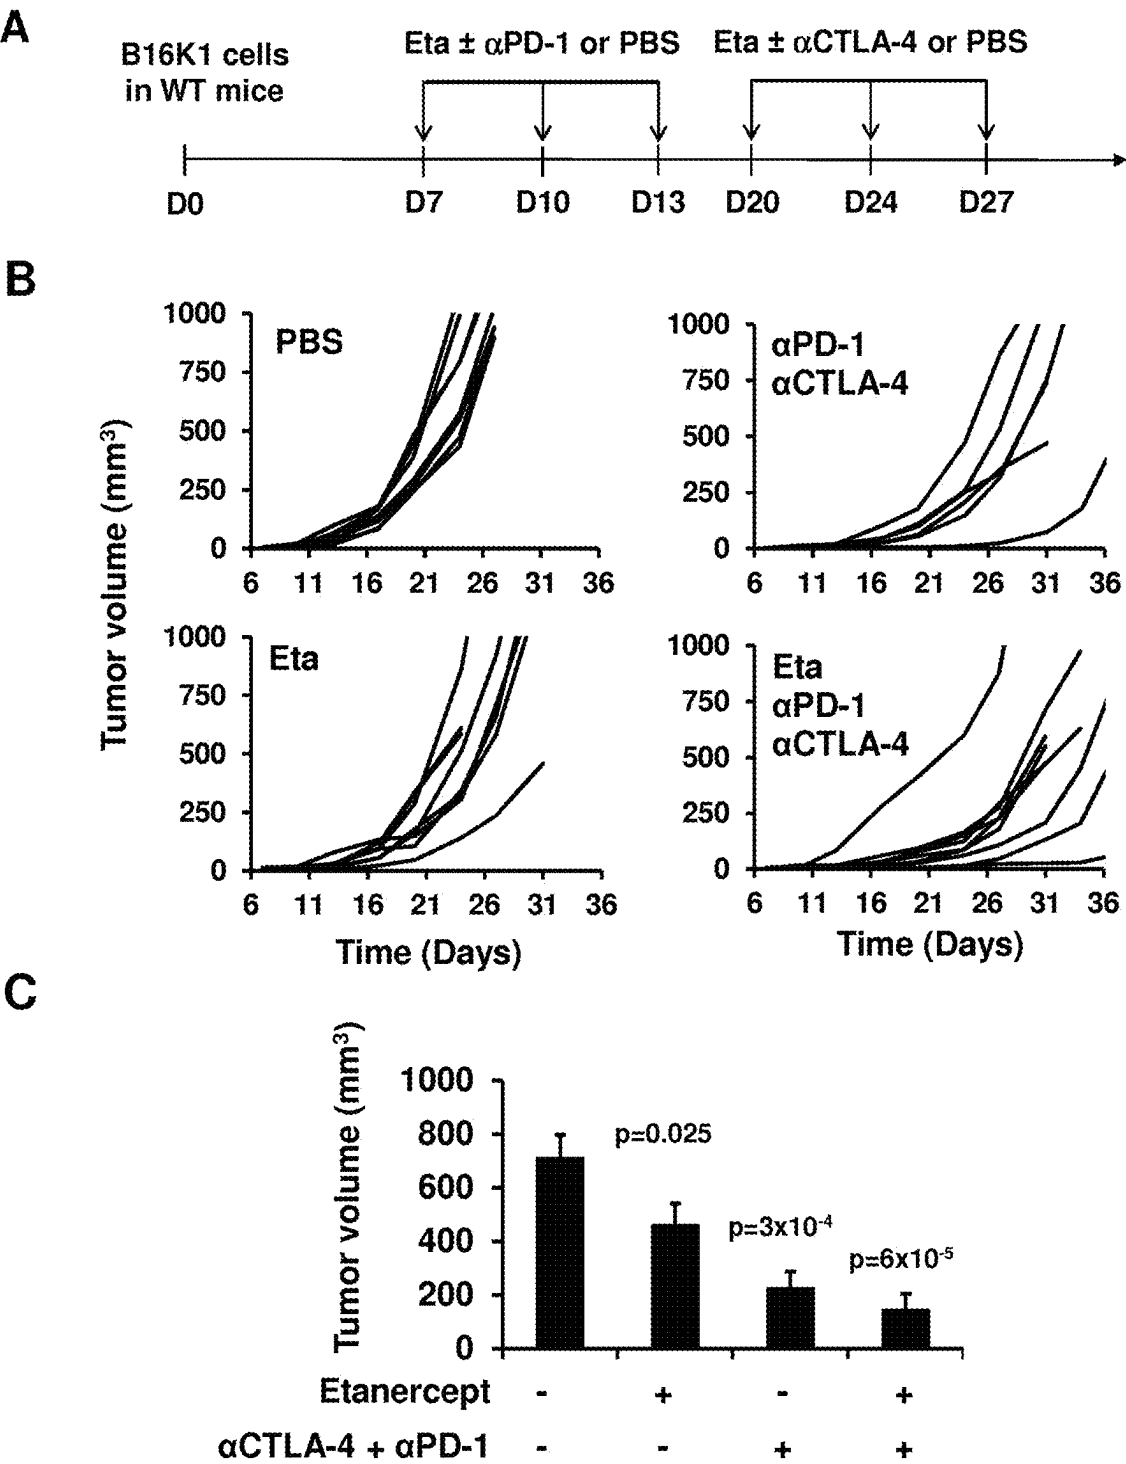 A
B16K1 cells
in WT mice
Eta ± αPD-1 or PBS
Eta ± αCTLA-4 or PBS
D0
D7
D10
D13
D20
D24
D27
B
Tumor volume (mm³)
1000
750
500
250
0
PBS
6 11 16 21 26 31 36
1000
750
500
250
0
αPD-1
αCTLA-4
6 11 16 21 26 31 36
1000
750
500
250
0
Eta
6 11 16 21 26 31 36
Time (Days)
1000
750
500
250
0
Eta
αPD-1
αCTLA-4
6 11 16 21 26 31 36
Time (Days)
C
Tumor volume (mm³)
1000
800
600
400
200
0
p=0.025
p=3x10⁻⁴
p=6x10⁻⁵
Etanercept - + - +
αCTLA-4 + αPD-1 - - + +